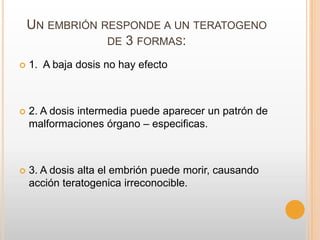 UN EMBRIÓN RESPONDE A UN TERATOGENO
DE 3 FORMAS:
1. A baja dosis no hay efecto
2. A dosis intermedia puede aparecer un patrón de
malformaciones órgano – especificas.
3. A dosis alta el embrión puede morir, causando
acción teratogenica irreconocible.